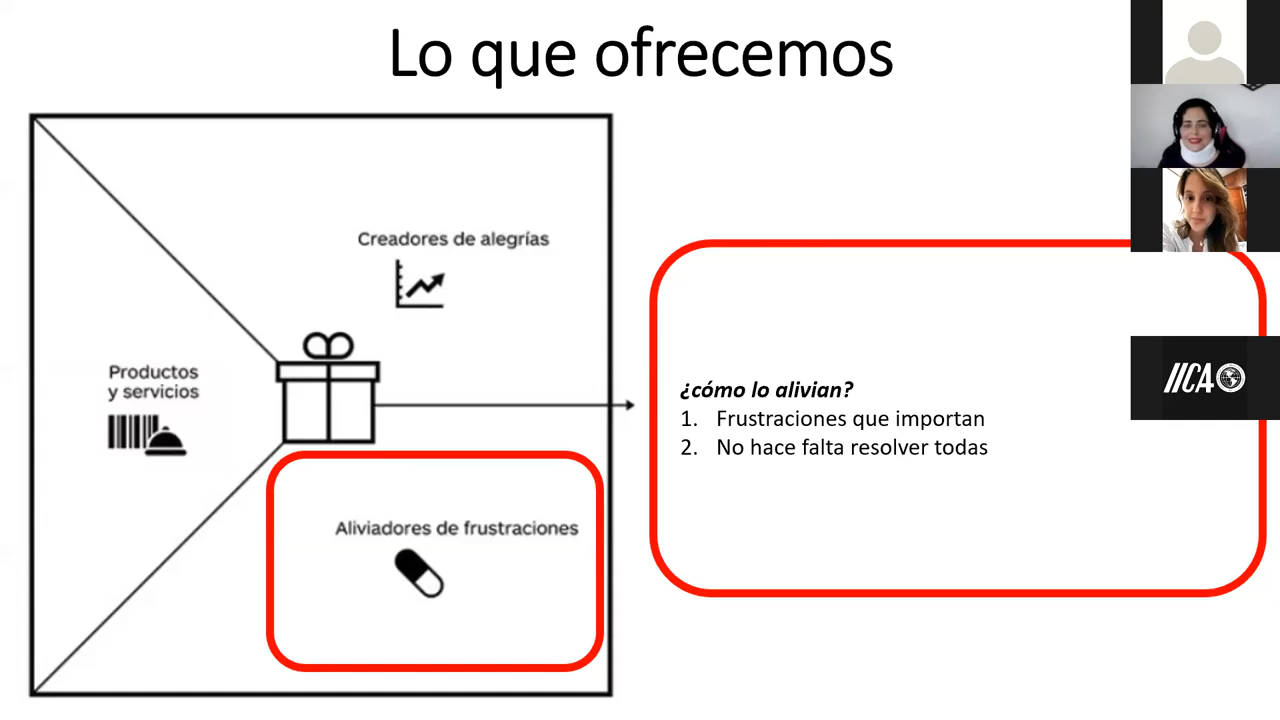 Lo que ofrecemos
Creadores de alegrías
Productos
y servicios
Aliviadores de frustraciones
¿cómo lo alivian?
1. Frustraciones que importan
2. No hace falta resolver todas
IICA